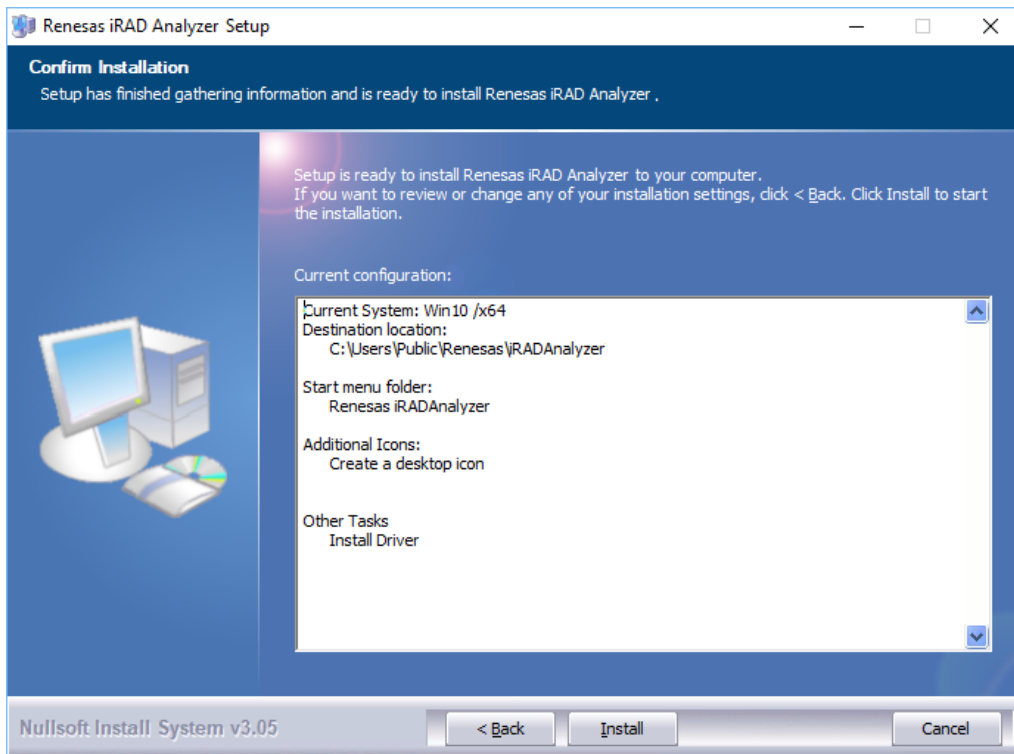 Renesas iRAD Analyzer Setup
Confirm Installation
Setup has finished gathering information and is ready to install Renesas iRAD Analyzer .
Setup is ready to install Renesas iRAD Analyzer to your computer.
If you want to review or change any of your installation settings, click < Back. Click Install to start
the installation.
Current configuration:
Current System: Win10 /x64
Destination location:
C:\Users\Public\Renesas\iRADAnalyzer
Start menu folder:
Renesas iRADAnalyzer
Additional Icons:
Create a desktop icon
Other Tasks
Install Driver
Nullsoft Install System v3.05
< Back
Install
Cancel